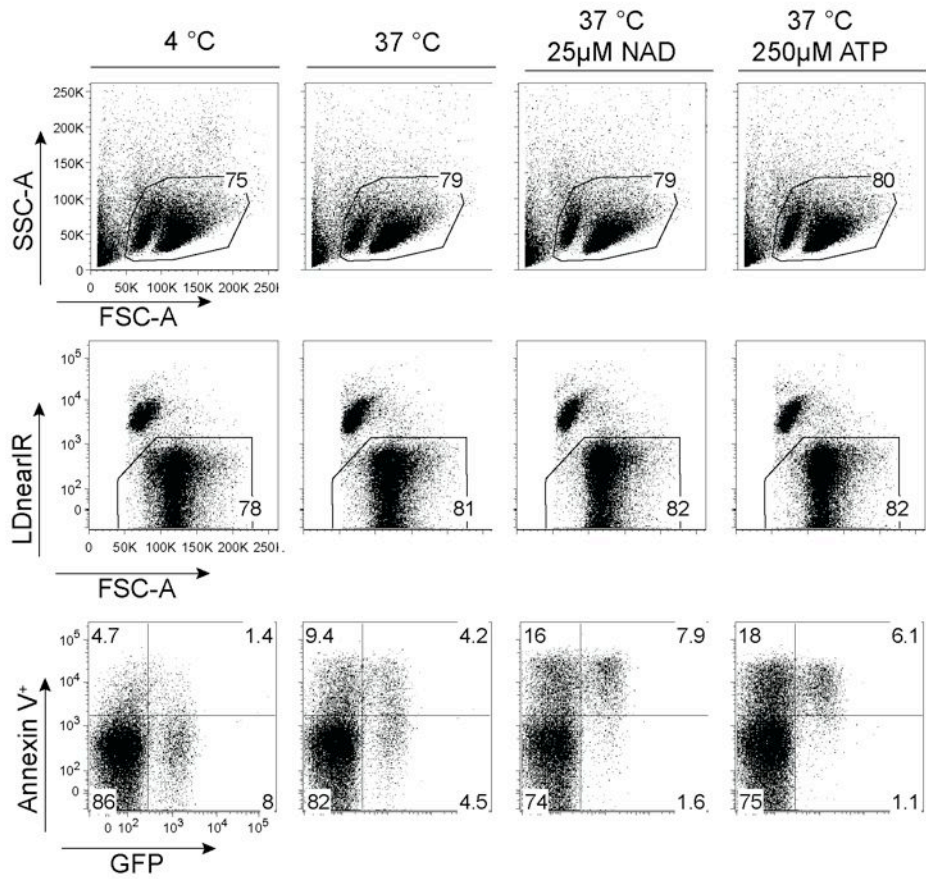 4 °C
37 °C
37 °C
25µM NAD
37 °C
250µM ATP
SSC-A
250K
200K
150K
100K
50K
0
75
79
79
80
0 50K 100K 150K 200K 250K
FSC-A
LDnearIR
10⁵
10⁴
10³
10²
0
78
81
82
82
0 50K 100K 150K 200K 250K
FSC-A
Annexin V⁺
10⁵
10⁴
10³
10²
0
4.7 1.4
86 8
9.4 4.2
82 4.5
16 7.9
74 1.6
18 6.1
75 1.1
0 10² 10³ 10⁴ 10⁵
GFP